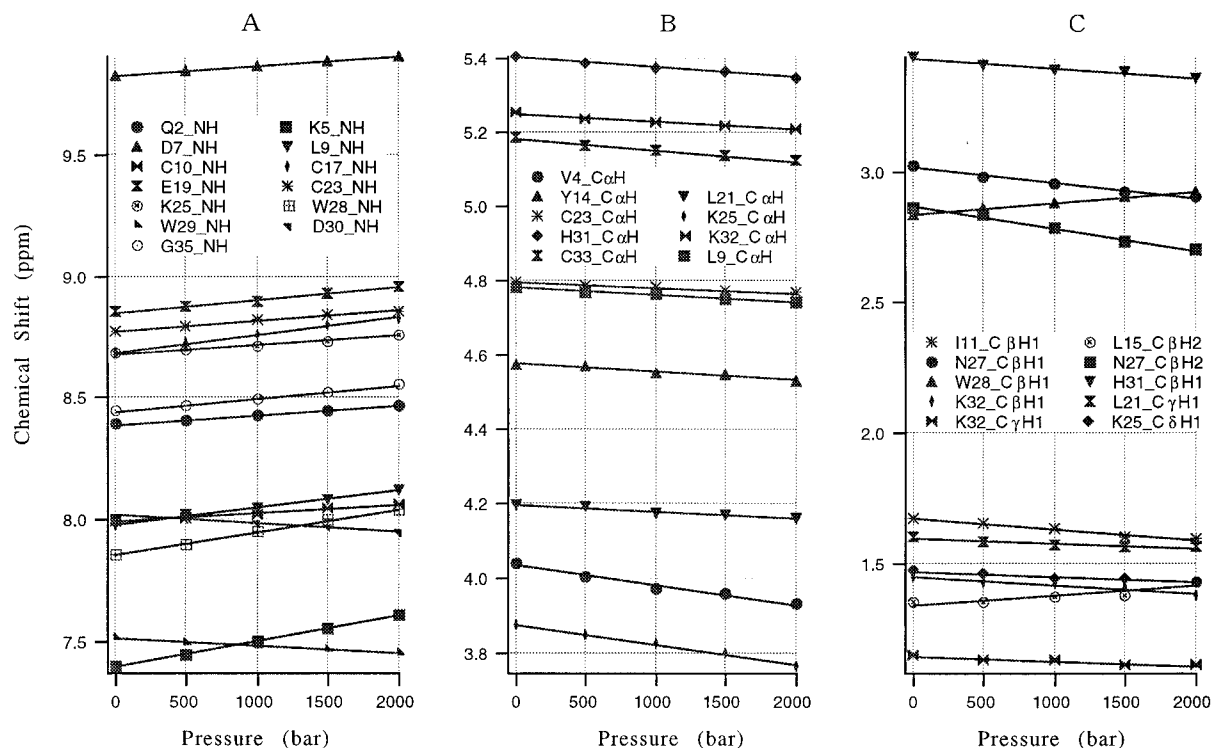 A
B
C
Chemical Shift (ppm)
9.5
9.0
8.5
8.0
7.5
Q2_NH
D7_NH
C10_NH
E19_NH
K25_NH
W29_NH
G35_NH
K5_NH
L9_NH
C17_NH
C23_NH
W28_NH
D30_NH
0 500 1000 1500 2000
Pressure (bar)
5.4
5.2
5.0
4.8
4.6
4.4
4.2
4.0
3.8
V4_CαH
Y14_CαH
C23_CαH
H31_CαH
C33_CαH
L21_CαH
K25_CαH
K32_CαH
L9_CαH
0 500 1000 1500 2000
Pressure (bar)
3.0
2.5
2.0
1.5
I11_CβH1
N27_CβH1
W28_CβH1
K32_CβH1
K32_CγH1
L15_CβH2
N27_CβH2
H31_CβH1
L21_CγH1
K25_CδH1
0 500 1000 1500 2000
Pressure (bar)